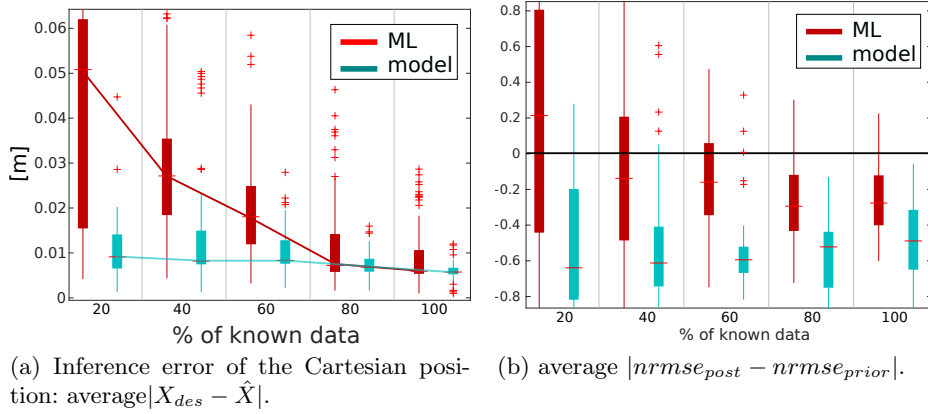 0.06
0.05
0.04
0.03
0.02
0.01
0
[m]
ML
model
20 40 60 80 100
% of known data
(a) Inference error of the Cartesian posi-
tion: average|X_des − X̂|.
0.8
0.6
0.4
0.2
0
-0.2
-0.4
-0.6
-0.8
ML
model
20 40 60 80 100
% of known data
(b) average |nrmse_post − nrmse_prior|.